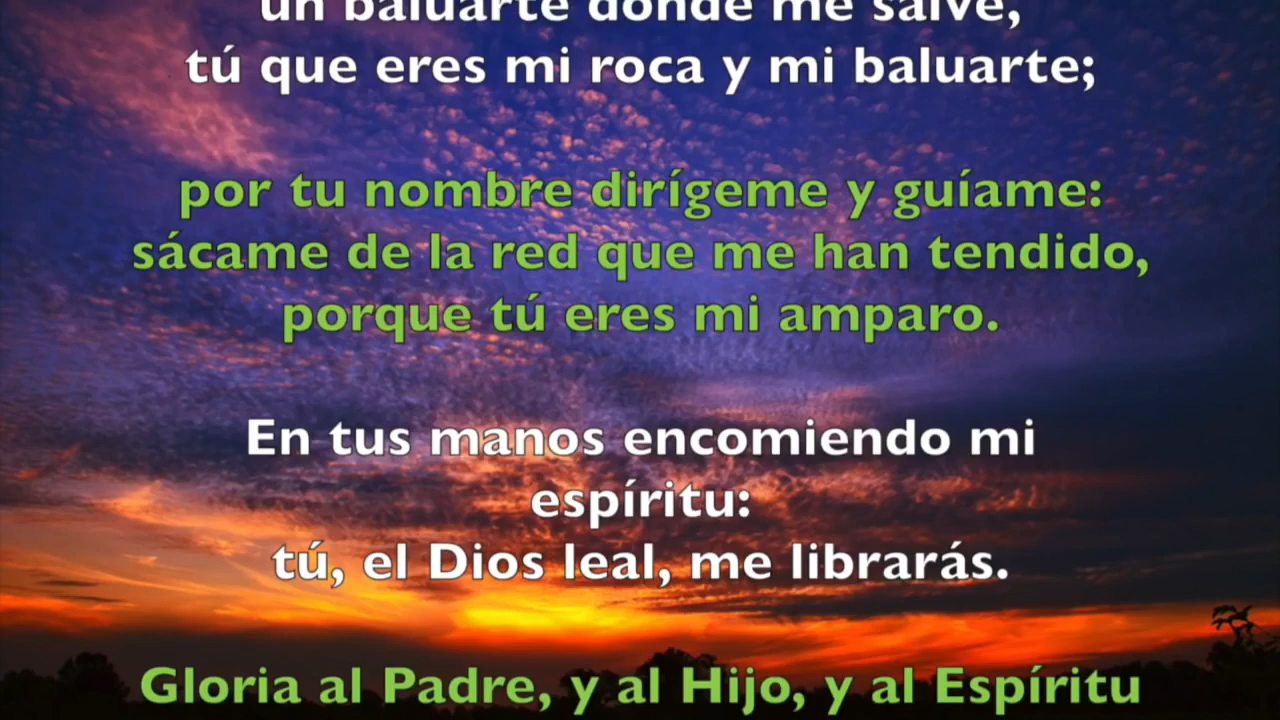 un baluarte donde me salve,
tú que eres mi roca y mi baluarte;
por tu nombre dirígeme y guíame:
sácame de la red que me han tendido,
porque tú eres mi amparo.
En tus manos encomiendo mi
espíritu:
tú, el Dios leal, me librarás.
Gloria al Padre, y al Hijo, y al Espíritu